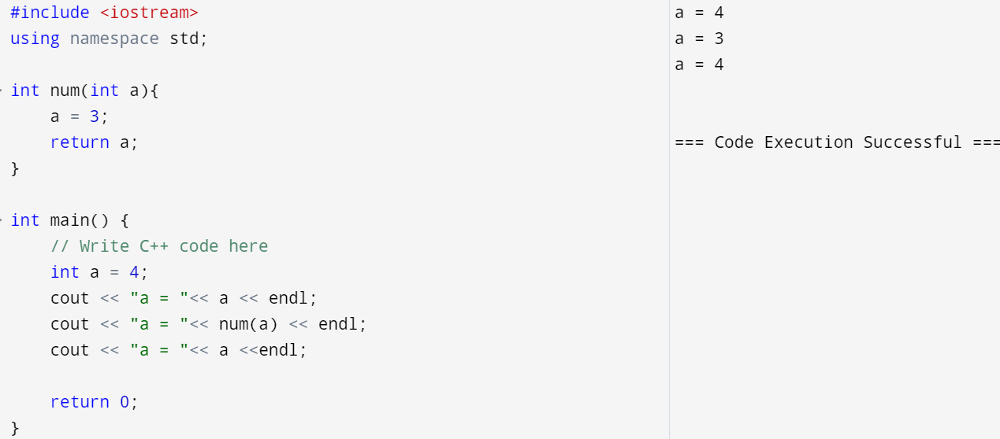 #include <iostream>
using namespace std;
int num(int a){
    a = 3;
    return a;
}
int main() {
    // Write C++ code here
    int a = 4;
    cout << "a = "<< a << endl;
    cout << "a = "<< num(a) << endl;
    cout << "a = "<< a <<endl;
    return 0;
}
a = 4
a = 3
a = 4
=== Code Execution Successful ===